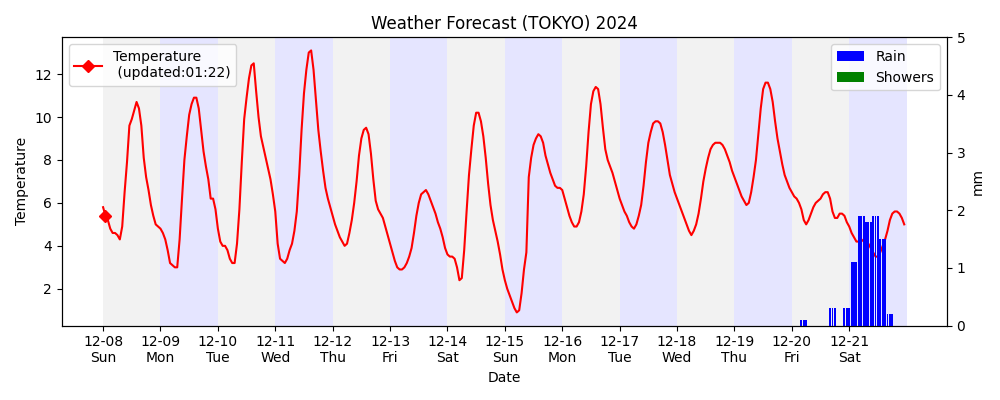 Weather Forecast (TOKYO) 2024
Temperature
(updated:01:22)
Rain
Showers
Temperature
12
10
8
6
4
2
5
4
3
2
1
0
mm
12-08 12-09 12-10 12-11 12-12 12-13 12-14 12-15 12-16 12-17 12-18 12-19 12-20 12-21
Sun Mon Tue Wed Thu Fri Sat Sun Mon Tue Wed Thu Fri Sat
Date